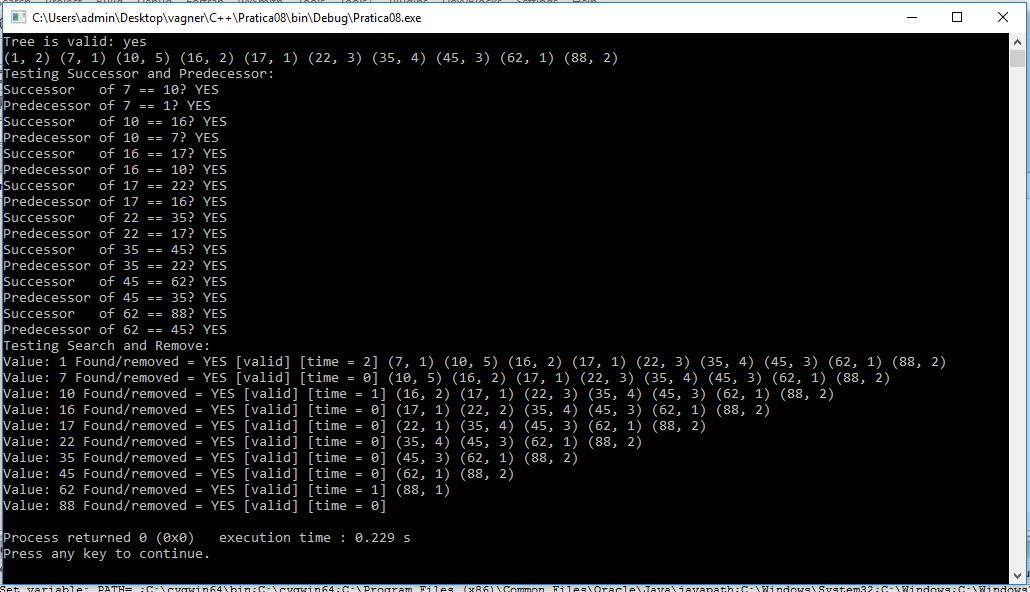 C:\Users\admin\Desktop\vagner\C++\Pratica08\bin\Debug\Pratica08.exe
Tree is valid: yes
(1, 2) (7, 1) (10, 5) (16, 2) (17, 1) (22, 3) (35, 4) (45, 3) (62, 1) (88, 2)
Testing Successor and Predecessor:
Successor   of 7 == 10? YES
Predecessor of 7 == 1? YES
Successor   of 10 == 16? YES
Predecessor of 10 == 7? YES
Successor   of 16 == 17? YES
Predecessor of 16 == 10? YES
Successor   of 17 == 22? YES
Predecessor of 17 == 16? YES
Successor   of 22 == 35? YES
Predecessor of 22 == 17? YES
Successor   of 35 == 45? YES
Predecessor of 35 == 22? YES
Successor   of 45 == 62? YES
Predecessor of 45 == 35? YES
Successor   of 62 == 88? YES
Predecessor of 62 == 45? YES
Testing Search and Remove:
Value: 1 Found/removed = YES [valid] [time = 2] (7, 1) (10, 5) (16, 2) (17, 1) (22, 3) (35, 4) (45, 3) (62, 1) (88, 2)
Value: 7 Found/removed = YES [valid] [time = 0] (10, 5) (16, 2) (17, 1) (22, 3) (35, 4) (45, 3) (62, 1) (88, 2)
Value: 10 Found/removed = YES [valid] [time = 1] (16, 2) (17, 1) (22, 3) (35, 4) (45, 3) (62, 1) (88, 2)
Value: 16 Found/removed = YES [valid] [time = 0] (17, 1) (22, 2) (35, 4) (45, 3) (62, 1) (88, 2)
Value: 17 Found/removed = YES [valid] [time = 0] (22, 1) (35, 4) (45, 3) (62, 1) (88, 2)
Value: 22 Found/removed = YES [valid] [time = 0] (35, 4) (45, 3) (62, 1) (88, 2)
Value: 35 Found/removed = YES [valid] [time = 0] (45, 3) (62, 1) (88, 2)
Value: 45 Found/removed = YES [valid] [time = 0] (62, 1) (88, 2)
Value: 62 Found/removed = YES [valid] [time = 1] (88, 1)
Value: 88 Found/removed = YES [valid] [time = 0]
Process returned 0 (0x0)   execution time : 0.229 s
Press any key to continue.
Set variable: PATH=.;C:\cygwin64\bin;C:\cygwin64;C:\Program Files (x86)\Common Files\Oracle\Java\javapath;C:\Windows\System32;C:\Windows;C:\Windows